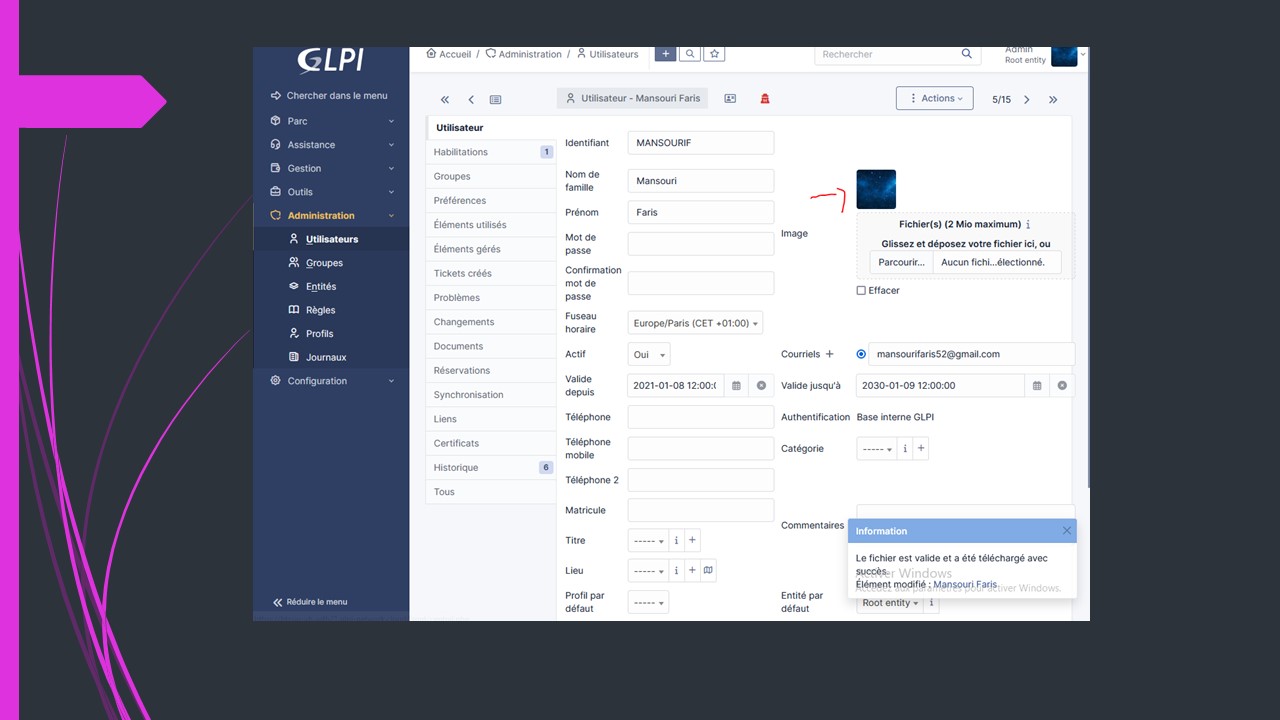 GLPI
Accueil / Administration / Utilisateurs
Rechercher
Admin
Root entity
Chercher dans le menu
Parc
Assistance
Gestion
Outils
Administration
Utilisateurs
Groupes
Entités
Règles
Profils
Journaux
Configuration
Réduire le menu
Utilisateur - Mansouri Faris
Actions
5/15
Utilisateur
Habilitations 1
Groupes
Préférences
Éléments utilisés
Éléments gérés
Tickets créés
Problèmes
Changements
Documents
Réservations
Synchronisation
Liens
Certificats
Historique 6
Tous
Identifiant MANSOURIF
Nom de
famille
Mansouri
Prénom Faris
Mot de
passe
Confirmation
mot de
passe
Image
Fichier(s) (2 Mio maximum)
Glissez et déposez votre fichier ici, ou
Parcourir... Aucun fichi...électionné.
Effacer
Fuseau
horaire
Europe/Paris (CET +01:00)
Actif Oui
Courriels + mansourifaris52@gmail.com
Valide
depuis
2021-01-08 12:00:(
Valide jusqu'à 2030-01-09 12:00:00
Téléphone
Authentification Base interne GLPI
Téléphone
mobile
Catégorie -----
Téléphone 2
Matricule
Commentaires
Titre -----
Lieu -----
Profil par
défaut
-----
Entité par
défaut
Root entity
Information
Le fichier est valide et a été téléchargé avec
succès.
Élément modifié : Mansouri Faris.
Activer Windows
Accédez aux paramètres pour activer Windows.